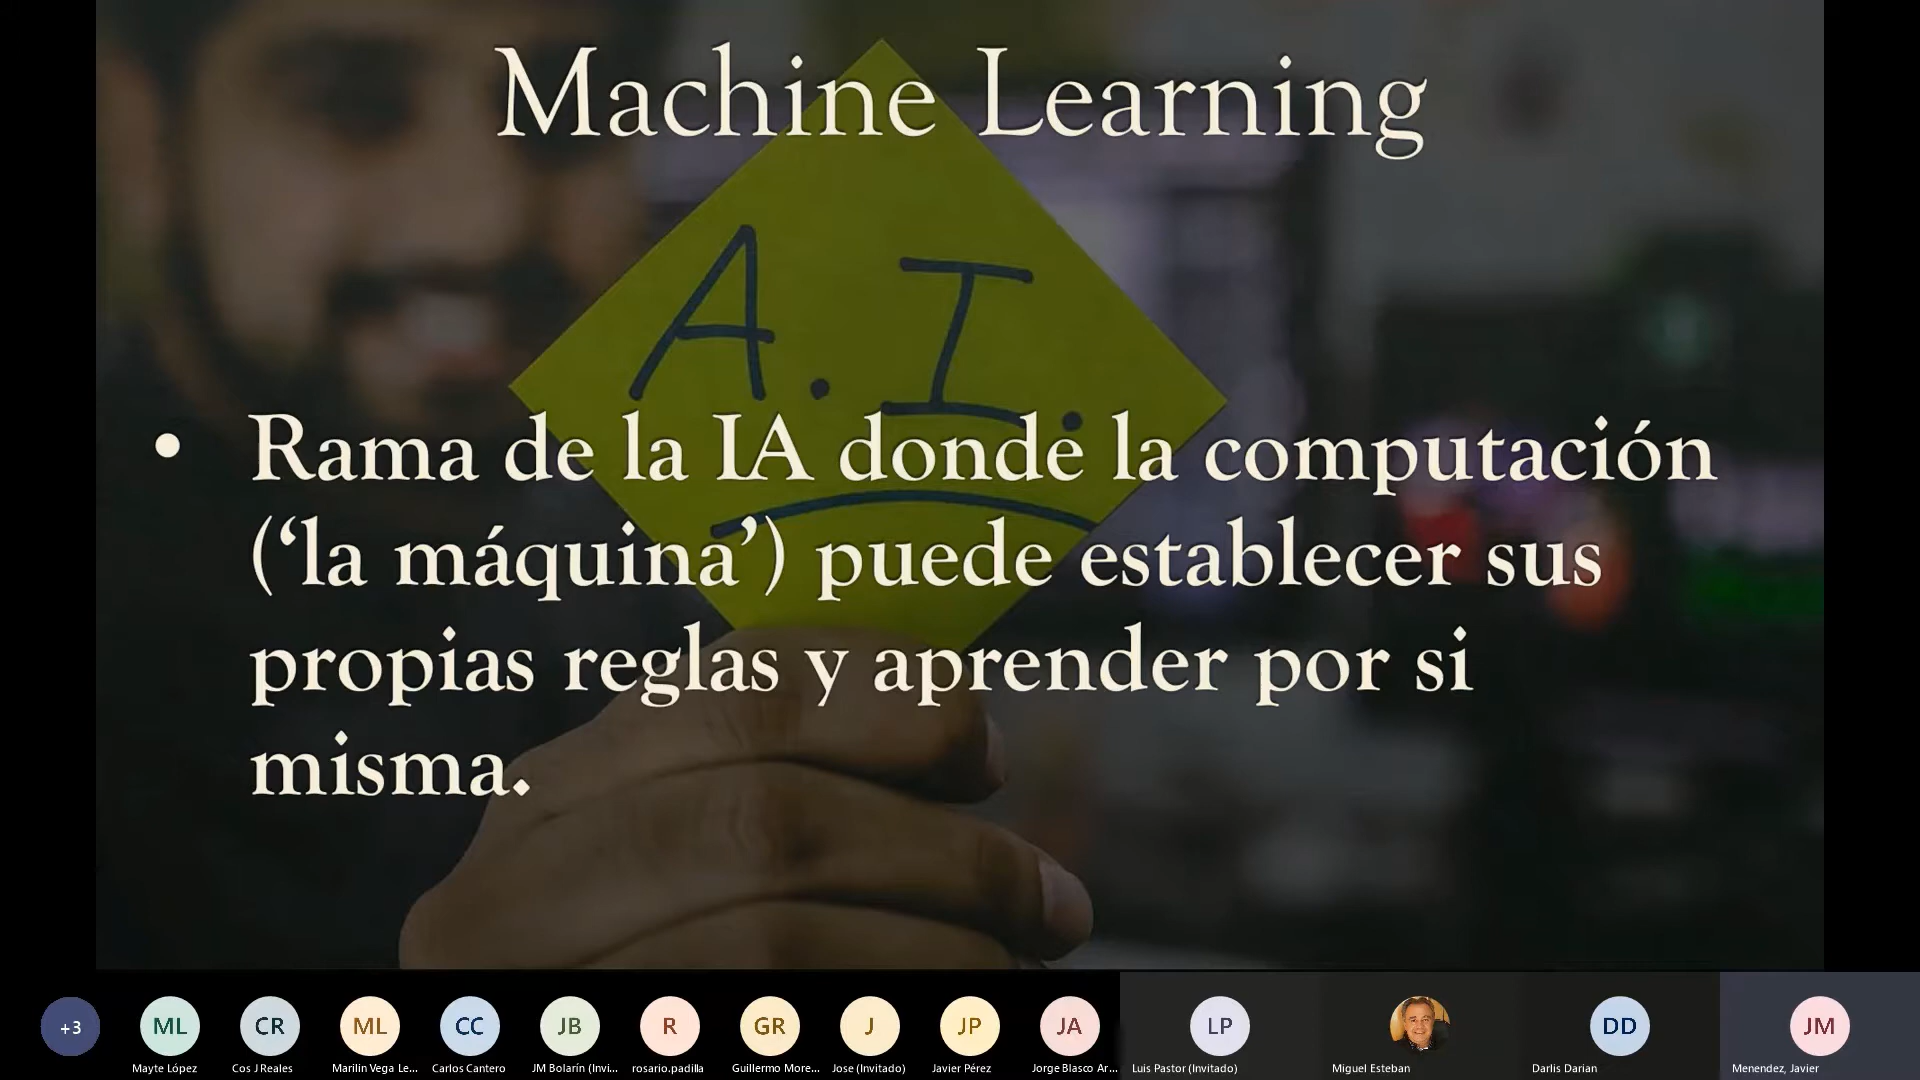 Machine Learning
A. I.
• Rama de la IA donde la computación
(‘la máquina’) puede establecer sus
propias reglas y aprender por si
misma.
+3
ML
CR
ML
CC
JB
R
GR
J
JP
JA
LP
DD
JM
Mayte López
Cos J Reales
Marilin Vega Le...
Carlos Cantero
JM Bolarín (Invi...
rosario.padilla
Guillermo More...
Jose (Invitado)
Javier Pérez
Jorge Blasco Ar...
Luis Pastor (Invitado)
Miguel Esteban
Darlis Darian
Menendez, Javier